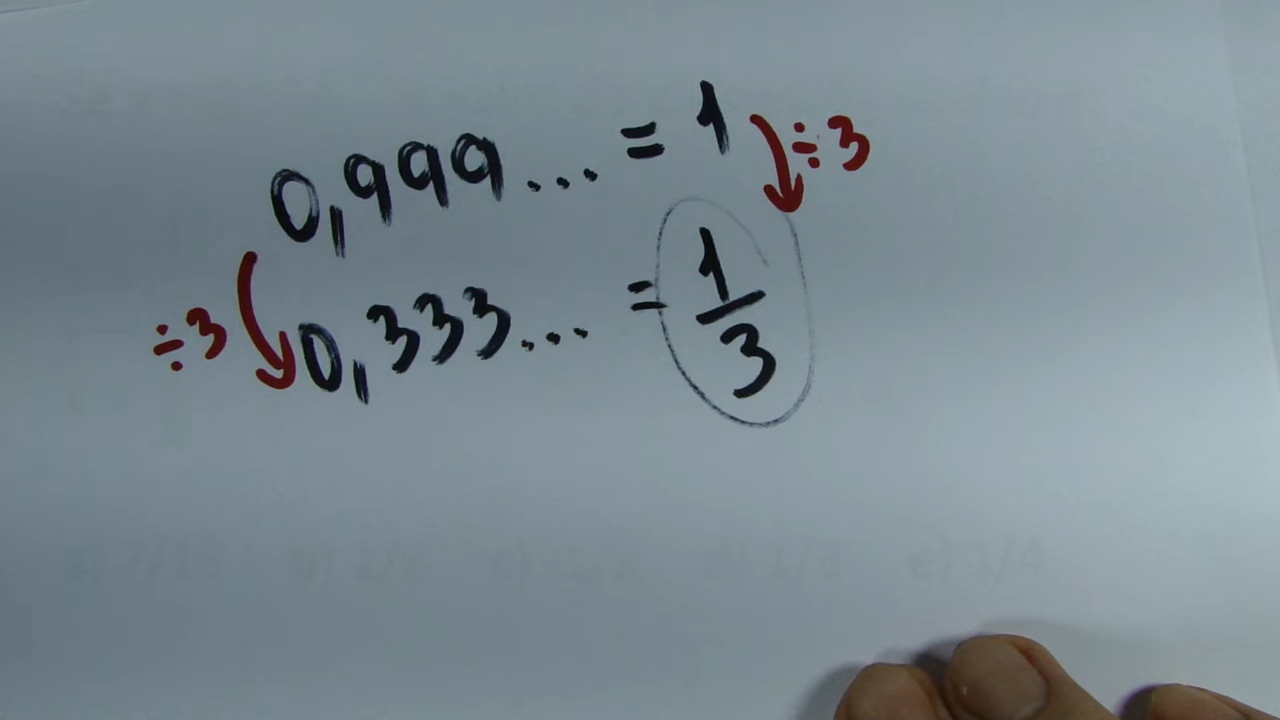 0,999... = 1 ÷3
÷3 0,333... = 1/3